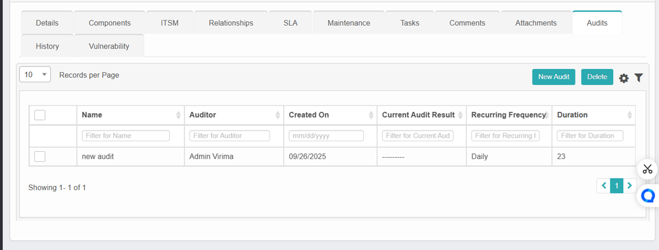 Details Components ITSM Relationships SLA Maintenance Tasks Comments Attachments Audits
History Vulnerability
10 Records per Page New Audit Delete
Name Auditor Created On Current Audit Result Recurring Frequency Duration
Filter for Name Filter for Auditor mm/dd/yyyy Filter for Current Aud Filter for Recurring Filter for Duration
new audit Admin Virima 09/26/2025 --------- Daily 23
Showing 1- 1 of 1 1